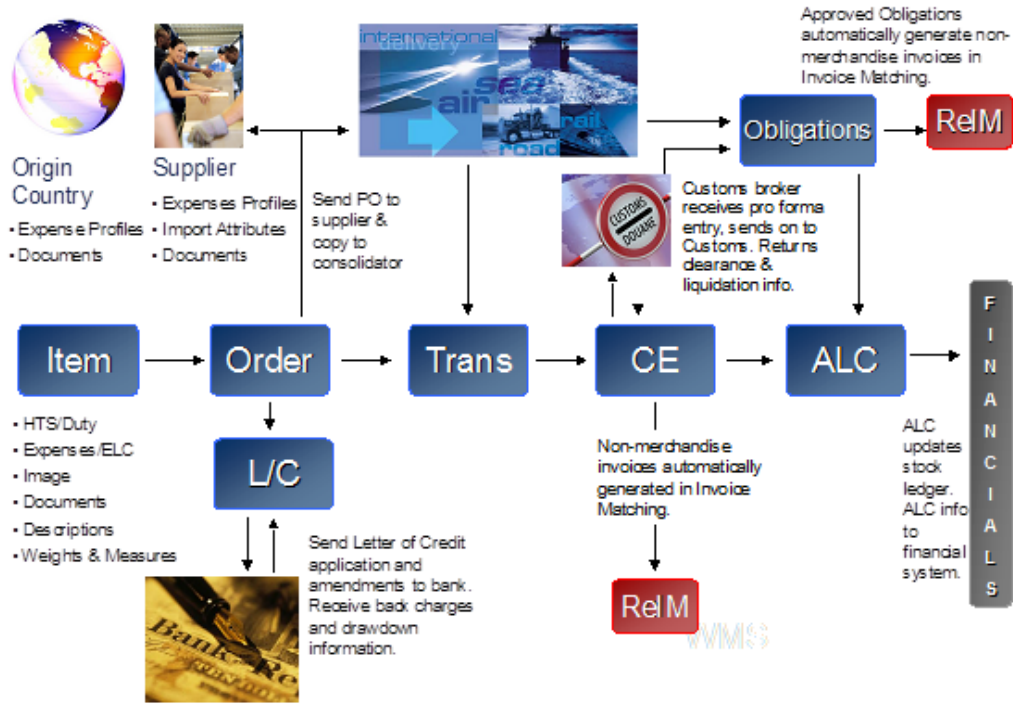 Approved Obligations
automatically generate non-
merchandise invoices in
Invoice Matching.
international
delivery
sea
air
rail
road
Obligations
ReIM
Origin
Country
• Expense Profiles
• Documents
Supplier
• Expenses Profiles
• Import Attributes
• Documents
Send PO to
supplier &
copy to
consolidator
CUSTOMS
DOUANE
Customs broker
receives pro forma
entry, sends on to
Customs. Returns
clearance &
liquidation info.
Item
Order
Trans
CE
ALC
FINANCIALS
• HTS/Duty
• Expenses/ELC
• Image
• Documents
• Descriptions
• Weights & Measures
L/C
Non-merchandise
invoices automatically
generated in Invoice
Matching.
ALC
updates
stock
ledger.
ALC info
to
financial
system.
Send Letter of Credit
application and
amendments to bank.
Receive back charges
and drawdown
information.
ReIM
WMS
Bank
TEN